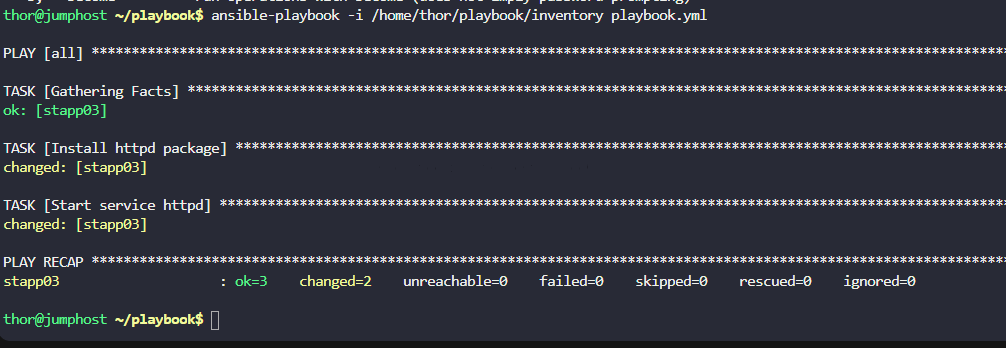 thor@jumphost ~/playbook$ ansible-playbook -i /home/thor/playbook/inventory playbook.yml
PLAY [all] ******************************************************************************************************************
TASK [Gathering Facts] ******************************************************************************************************
ok: [stapp03]
TASK [Install httpd package] ************************************************************************************************
changed: [stapp03]
TASK [Start service httpd] **************************************************************************************************
changed: [stapp03]
PLAY RECAP ******************************************************************************************************************
stapp03                    : ok=3    changed=2    unreachable=0    failed=0    skipped=0    rescued=0    ignored=0
thor@jumphost ~/playbook$